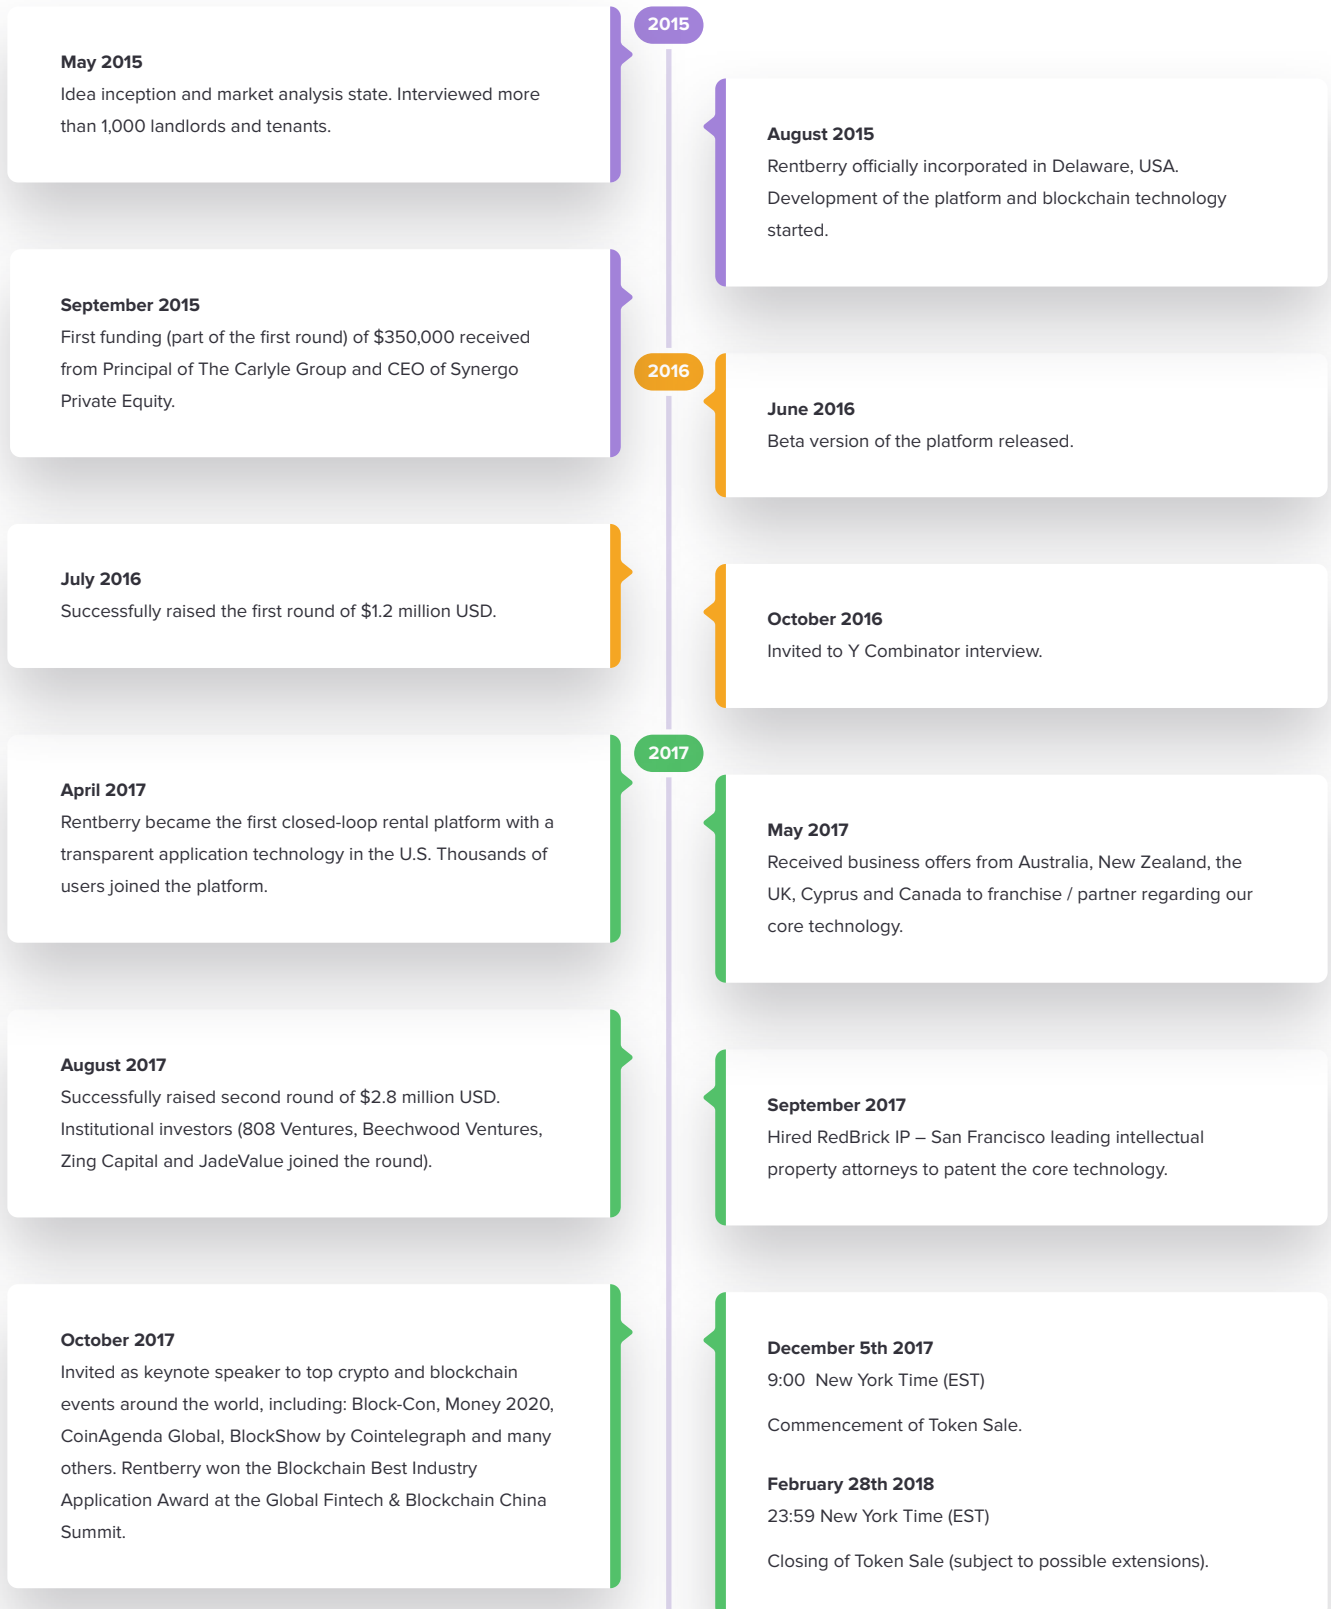 2015
May 2015
Idea inception and market analysis state. Interviewed more
than 1,000 landlords and tenants.
August 2015
Rentberry officially incorporated in Delaware, USA.
Development of the platform and blockchain technology
started.
September 2015
First funding (part of the first round) of $350,000 received
from Principal of The Carlyle Group and CEO of Synergo
Private Equity.
2016
June 2016
Beta version of the platform released.
July 2016
Successfully raised the first round of $1.2 million USD.
October 2016
Invited to Y Combinator interview.
2017
April 2017
Rentberry became the first closed-loop rental platform with a
transparent application technology in the U.S. Thousands of
users joined the platform.
May 2017
Received business offers from Australia, New Zealand, the
UK, Cyprus and Canada to franchise / partner regarding our
core technology.
August 2017
Successfully raised second round of $2.8 million USD.
Institutional investors (808 Ventures, Beechwood Ventures,
Zing Capital and JadeValue joined the round).
September 2017
Hired RedBrick IP – San Francisco leading intellectual
property attorneys to patent the core technology.
October 2017
Invited as keynote speaker to top crypto and blockchain
events around the world, including: Block-Con, Money 2020,
CoinAgenda Global, BlockShow by Cointelegraph and many
others. Rentberry won the Blockchain Best Industry
Application Award at the Global Fintech & Blockchain China
Summit.
December 5th 2017
9:00  New York Time (EST)
Commencement of Token Sale.
February 28th 2018
23:59 New York Time (EST)
Closing of Token Sale (subject to possible extensions).